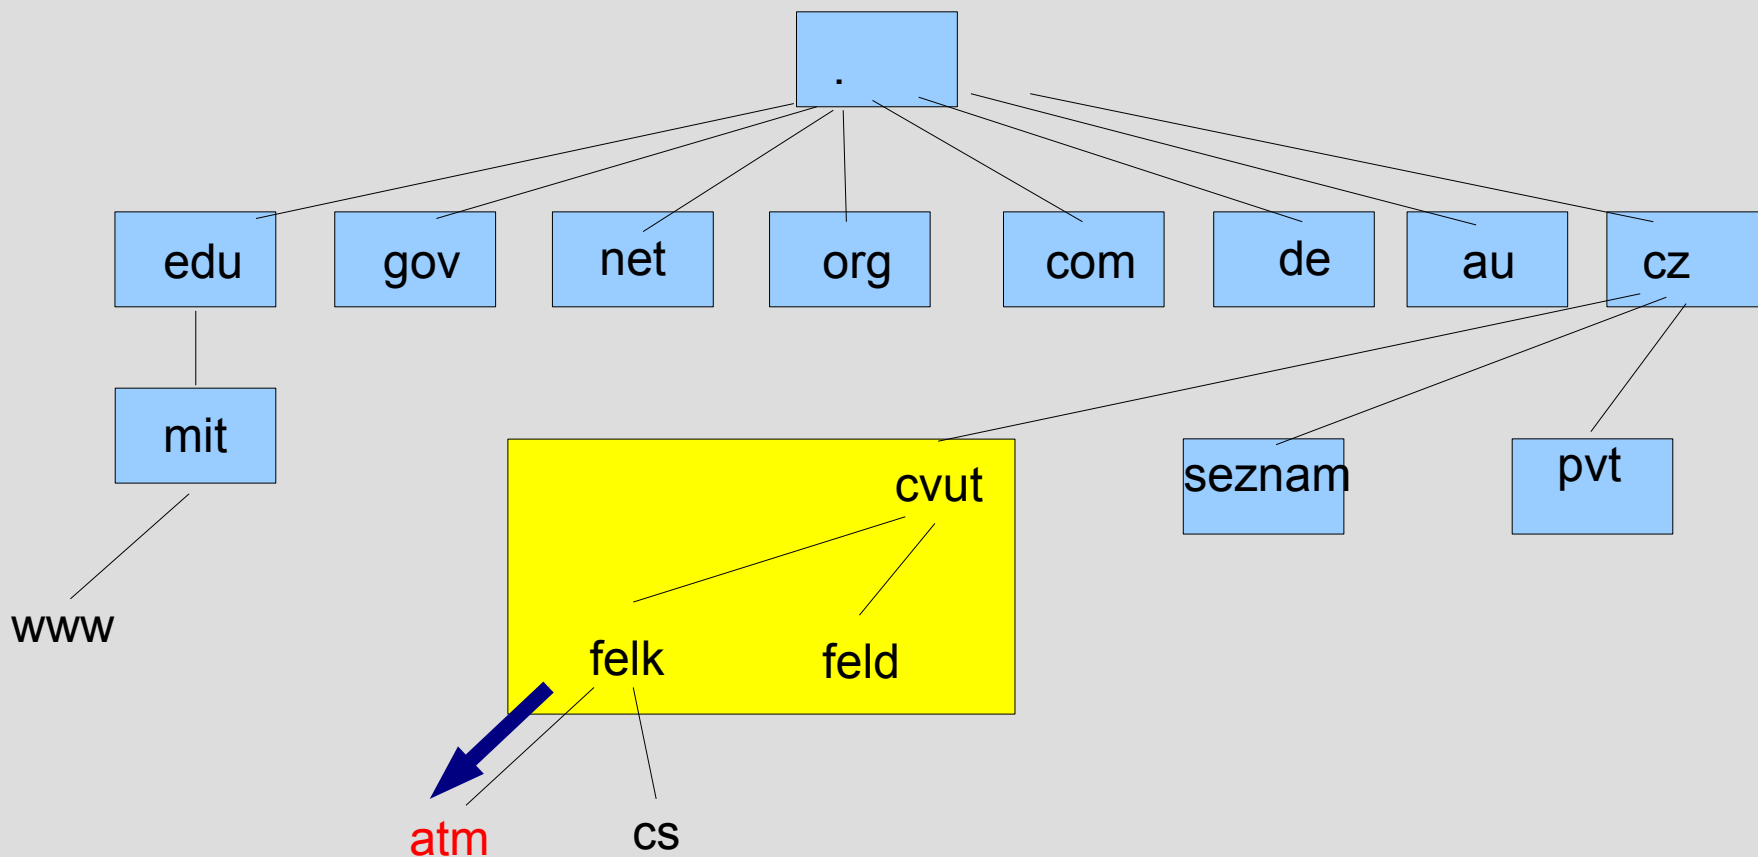 .
edu gov net org com de au cz
mit
cvut seznam pvt
www
felk feld
atm cs